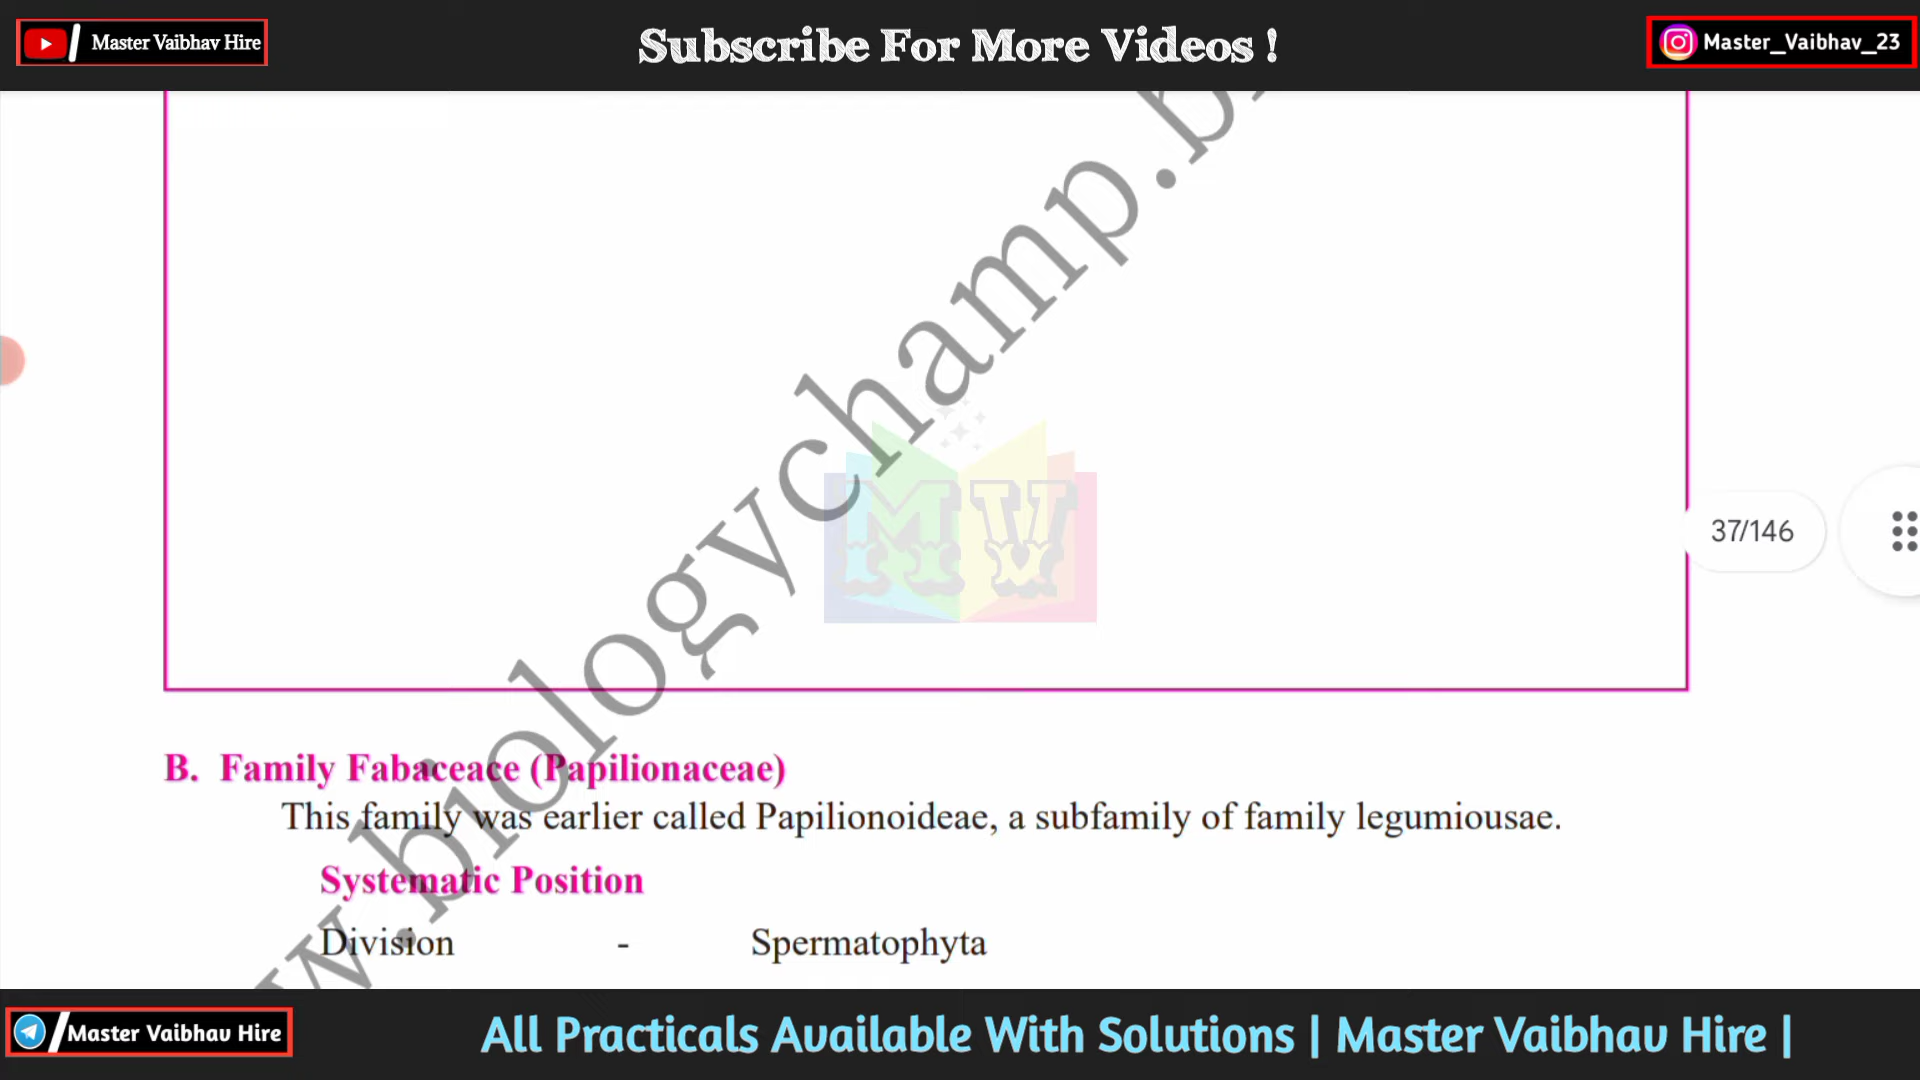 Master Vaibhav Hire
Subscribe For More Videos !
Master_Vaibhav_23
w.biologychamp.b
MW
37/146
B. Family Fabaceace (Papilionaceae)
This family was earlier called Papilionoideae, a subfamily of family legumiousae.
Systematic Position
Division - Spermatophyta
Master Vaibhav Hire
All Practicals Available With Solutions | Master Vaibhav Hire |